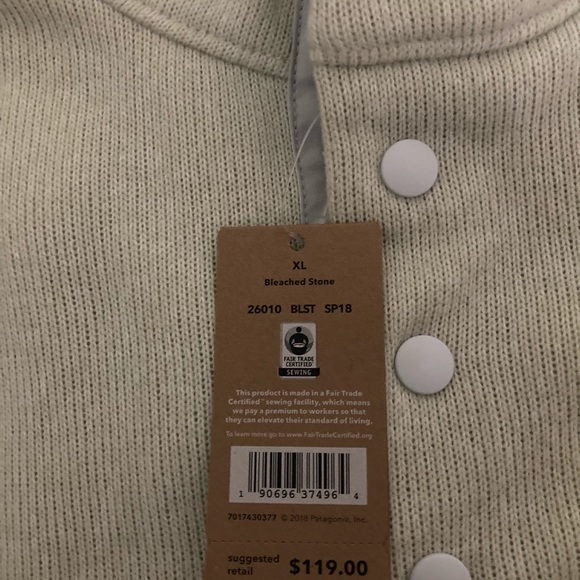 XL
Bleached Stone
26010 BLST SP18
FAIR TRADE
CERTIFIED
SEWING
This product is made in a Fair Trade
Certified™ sewing facility, which means
we pay a premium to workers so that
they can elevate their standard of living.
To learn more go to www.FairTradeCertified.org
1 90696 37496 4
7017430377 © 2018 Patagonia, Inc.
suggested
retail $119.00